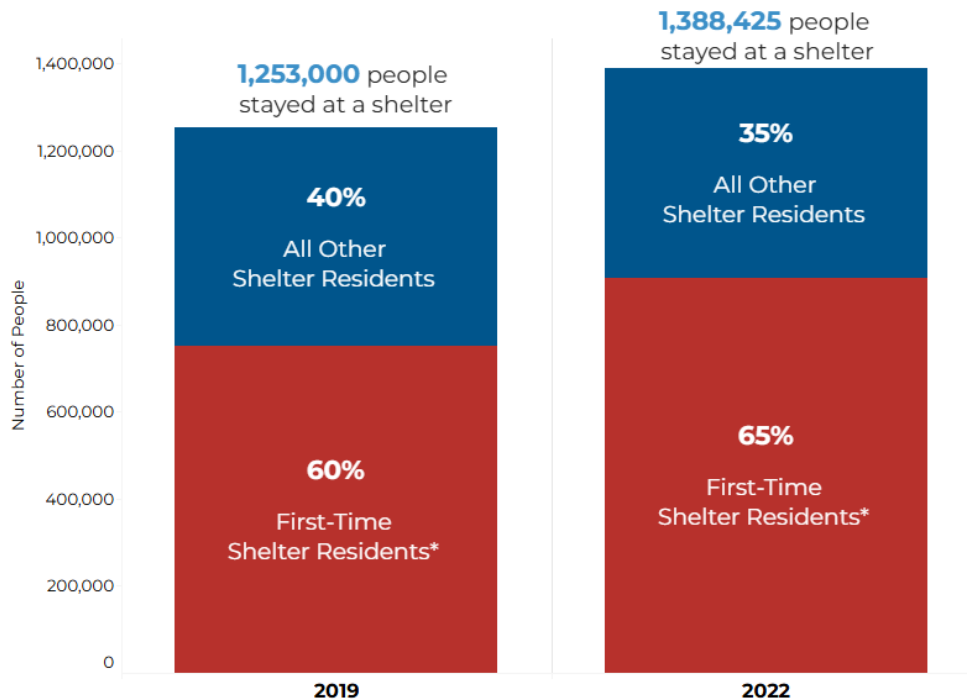 1,253,000 people
stayed at a shelter
1,388,425 people
stayed at a shelter
Number of People
1,400,000
1,200,000
1,000,000
800,000
600,000
400,000
200,000
0
40%
All Other
Shelter Residents
60%
First-Time
Shelter Residents*
35%
All Other
Shelter Residents
65%
First-Time
Shelter Residents*
2019
2022